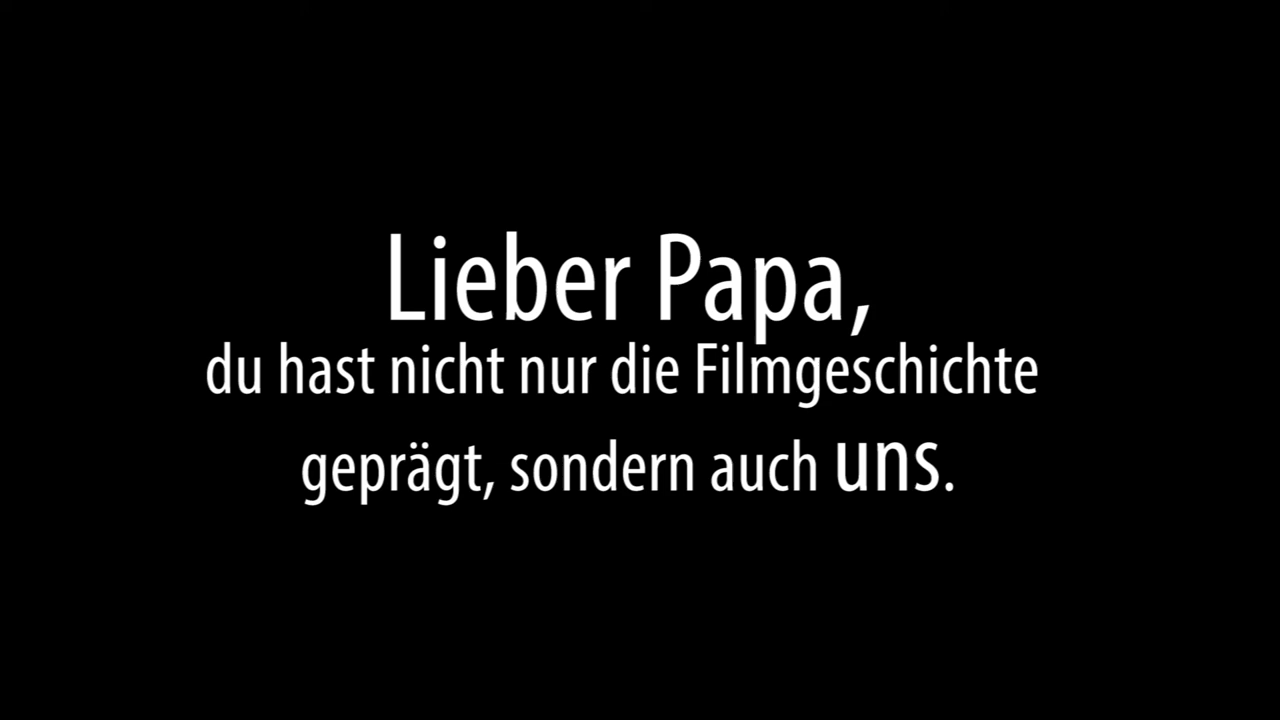 Lieber Papa,
du hast nicht nur die Filmgeschichte
geprägt, sondern auch uns.